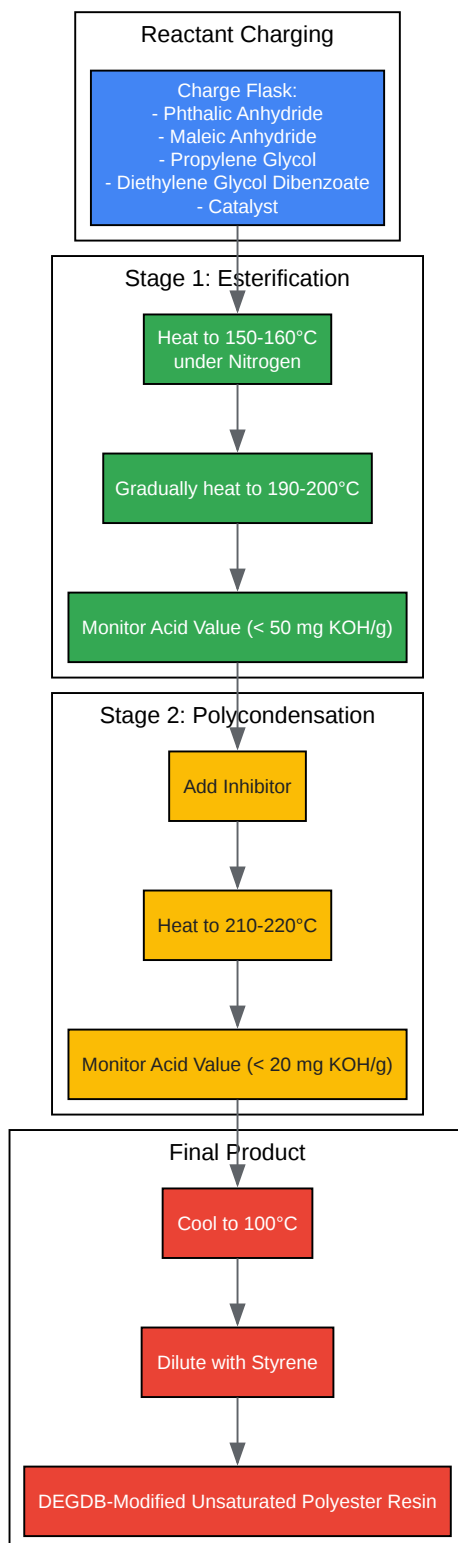 Reactant Charging
Charge Flask:
- Phthalic Anhydride
- Maleic Anhydride
- Propylene Glycol
- Diethylene Glycol Dibenzoate
- Catalyst
Stage 1: Esterification
Heat to 150-160°C
under Nitrogen
Gradually heat to 190-200°C
Monitor Acid Value (< 50 mg KOH/g)
Stage 2: Polycondensation
Add Inhibitor
Heat to 210-220°C
Monitor Acid Value (< 20 mg KOH/g)
Final Product
Cool to 100°C
Dilute with Styrene
DEGDB-Modified Unsaturated Polyester Resin